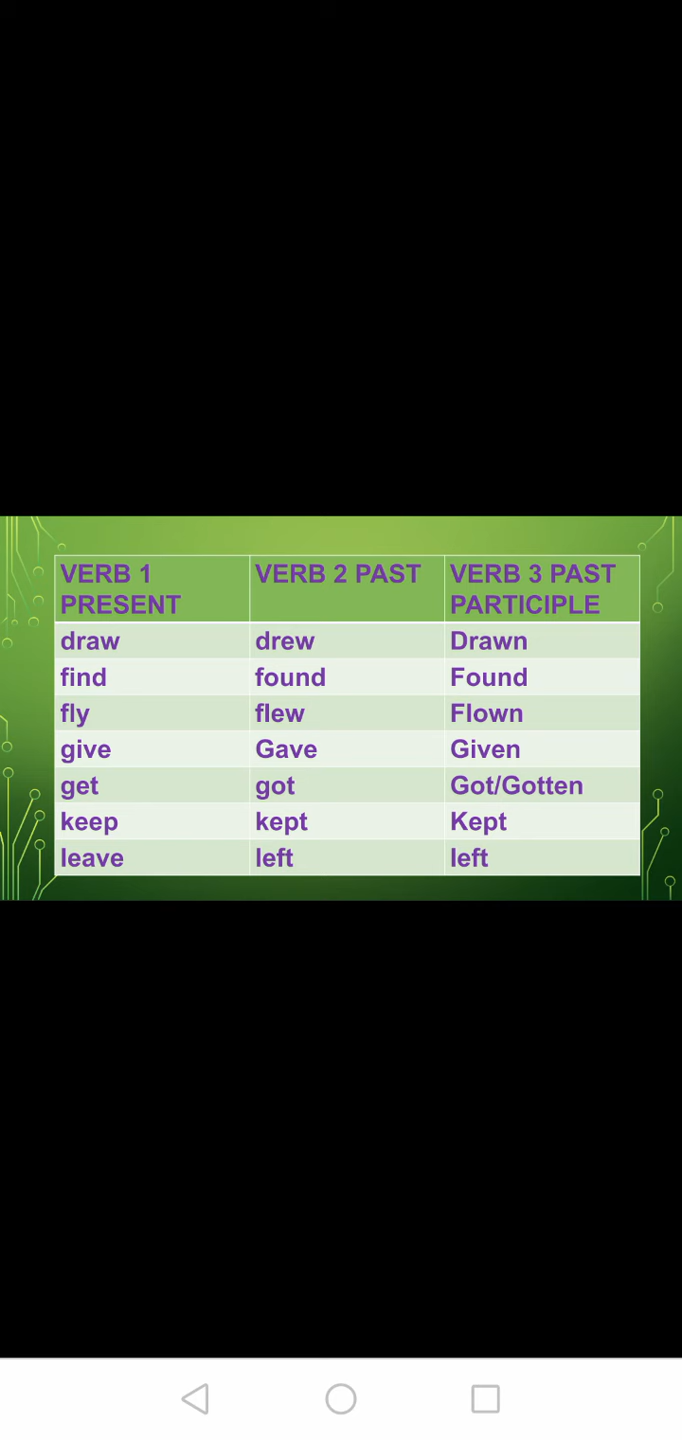 VERB 1 PRESENT VERB 2 PAST VERB 3 PAST PARTICIPLE
draw drew Drawn
find found Found
fly flew Flown
give Gave Given
get got Got/Gotten
keep kept Kept
leave left left